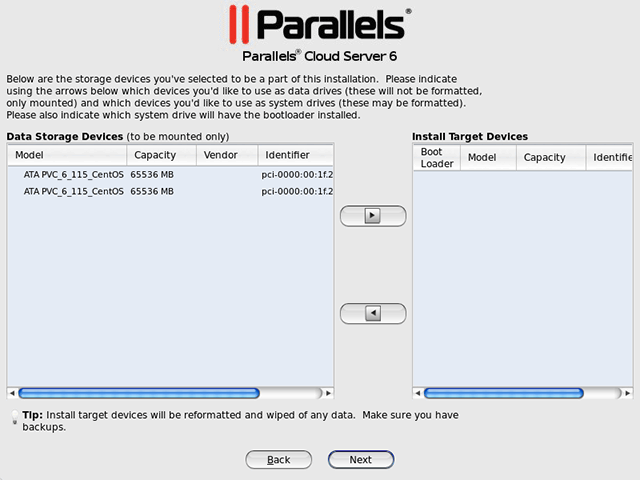 Parallels®
Parallels® Cloud Server 6
Below are the storage devices you've selected to be a part of this installation.  Please indicate
using the arrows below which devices you'd like to use as data drives (these will not be formatted,
only mounted) and which devices you'd like to use as system drives (these may be formatted).
Please also indicate which system drive will have the bootloader installed.
Data Storage Devices (to be mounted only)
Model Capacity Vendor Identifier
ATA PVC_6_115_CentOS 65536 MB pci-0000:00:1f.2
ATA PVC_6_115_CentOS 65536 MB pci-0000:00:1f.2
Install Target Devices
Boot
Loader Model Capacity Identifie
Tip: Install target devices will be reformatted and wiped of any data.  Make sure you have
backups.
Back Next